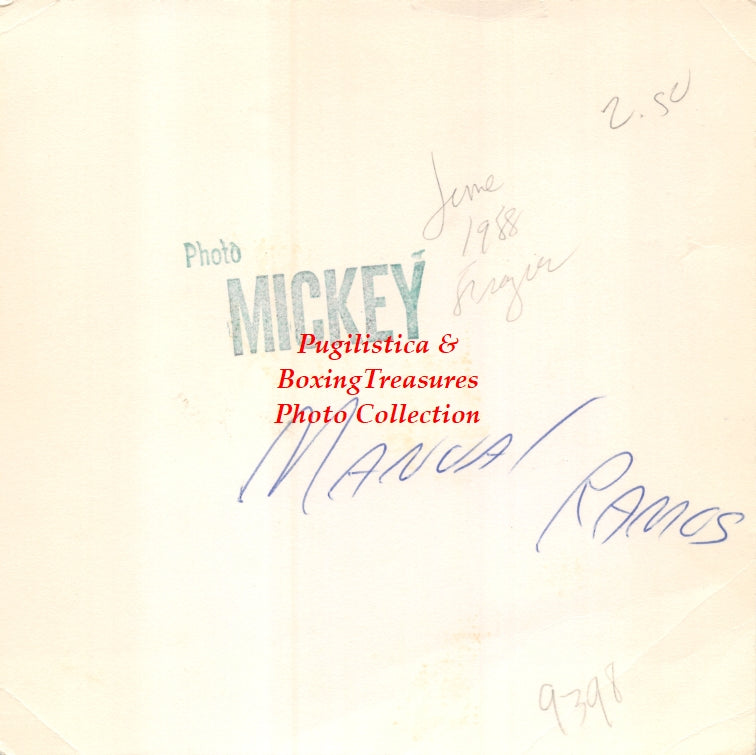 2.50
June
1988
Frazier
Photo
MICKEY
Pugilistica &
BoxingTreasures
Photo Collection
MANUAl
RAMOS
9398